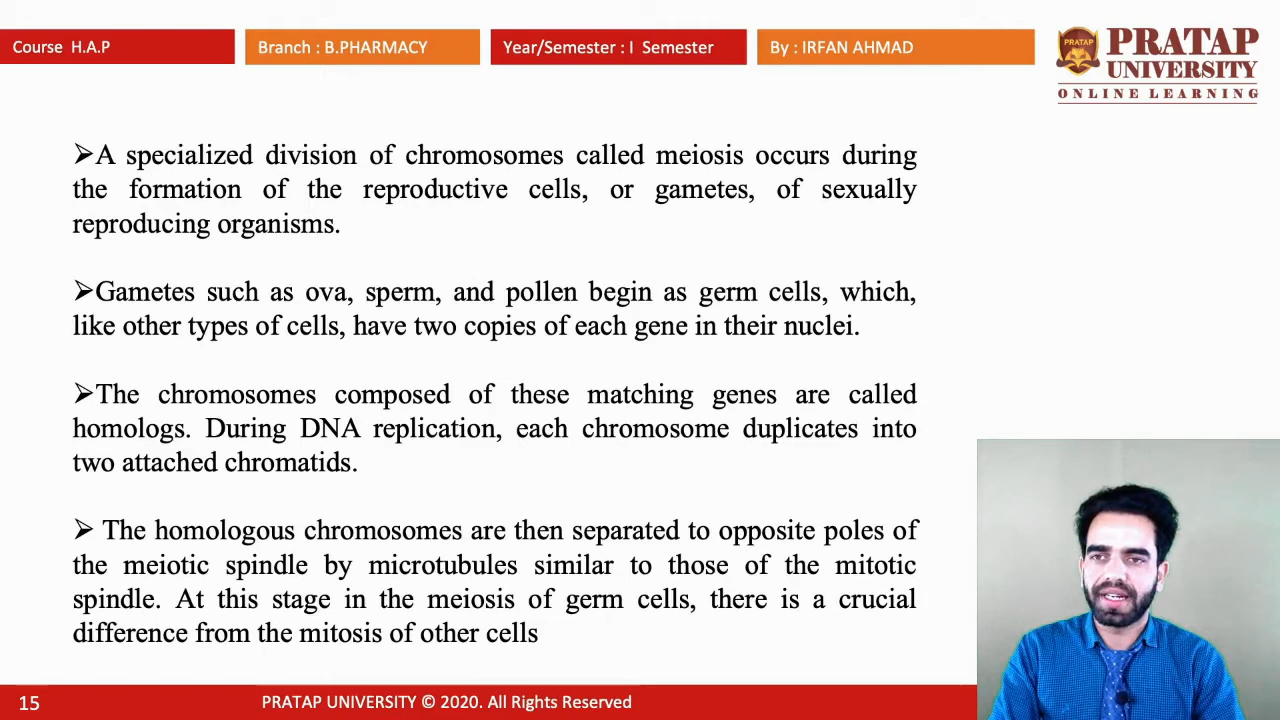 Course H.A.P
Branch : B.PHARMACY
Year/Semester : I Semester
By : IRFAN AHMAD
PRATAP
PRATAP
UNIVERSITY
ONLINE LEARNING
➢A specialized division of chromosomes called meiosis occurs during
the formation of the reproductive cells, or gametes, of sexually
reproducing organisms.
➢Gametes such as ova, sperm, and pollen begin as germ cells, which,
like other types of cells, have two copies of each gene in their nuclei.
➢The chromosomes composed of these matching genes are called
homologs. During DNA replication, each chromosome duplicates into
two attached chromatids.
➢ The homologous chromosomes are then separated to opposite poles of
the meiotic spindle by microtubules similar to those of the mitotic
spindle. At this stage in the meiosis of germ cells, there is a crucial
difference from the mitosis of other cells
15
PRATAP UNIVERSITY © 2020. All Rights Reserved